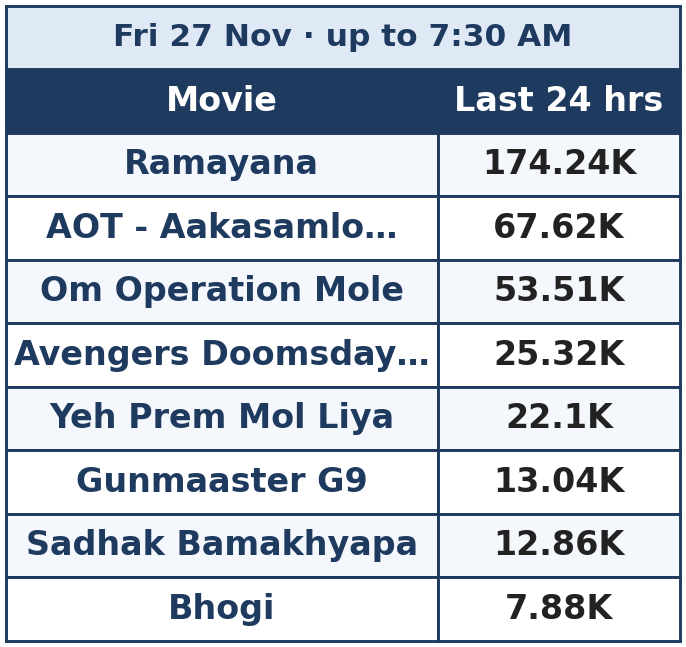 Fri 27 Nov · up to 7:30 AM
Movie Last 24 hrs
Ramayana 174.24K
AOT - Aakasamlo... 67.62K
Om Operation Mole 53.51K
Avengers Doomsday... 25.32K
Yeh Prem Mol Liya 22.1K
Gunmaaster G9 13.04K
Sadhak Bamakhyapa 12.86K
Bhogi 7.88K